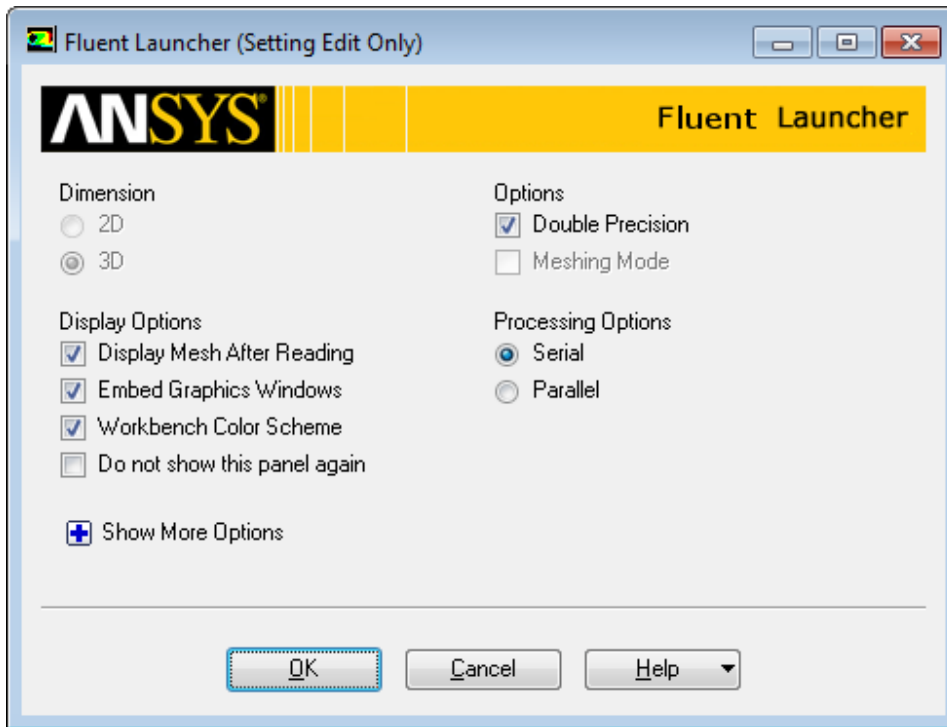 Fluent Launcher (Setting Edit Only)
ANSYS®
Fluent Launcher
Dimension
2D
3D
Options
Double Precision
Meshing Mode
Display Options
Display Mesh After Reading
Embed Graphics Windows
Workbench Color Scheme
Do not show this panel again
Processing Options
Serial
Parallel
Show More Options
OK
Cancel
Help